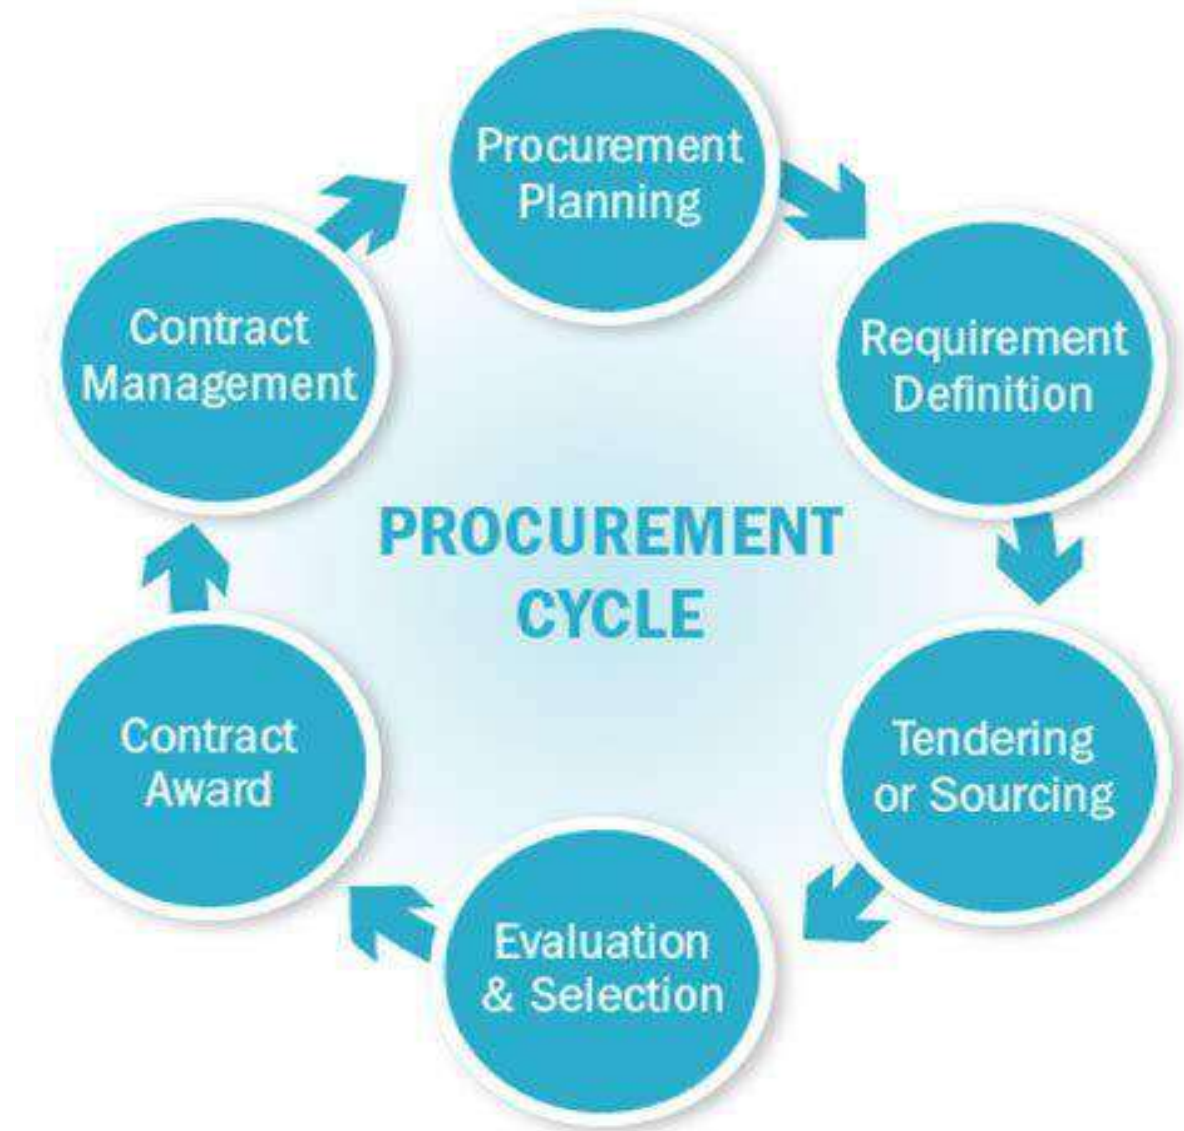 Procurement
Planning
Requirement
Definition
Tendering
or Sourcing
Evaluation
& Selection
Contract
Award
Contract
Management
PROCUREMENT
CYCLE